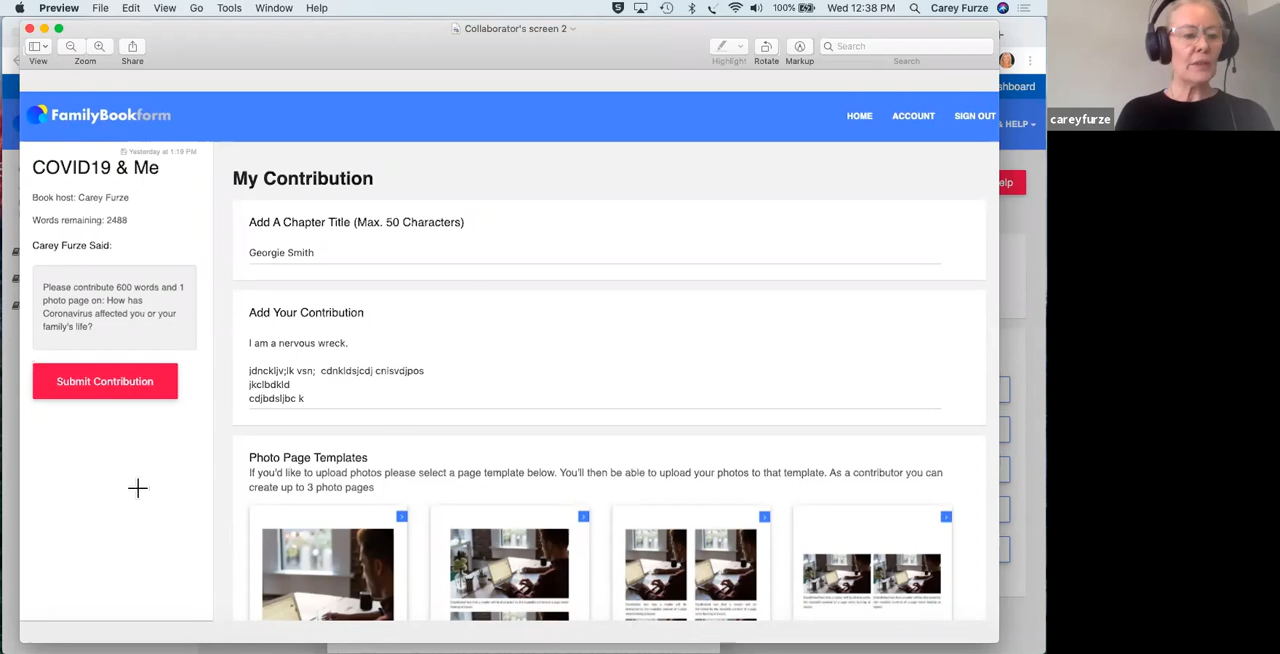 Preview File Edit View Go Tools Window Help
100% Wed 12:38 PM Carey Furze
Collaborator's screen 2
View Zoom Share
Highlight Rotate Markup Search
Search
shboard
FamilyBookform
HOME ACCOUNT SIGN OUT
& HELP
careyfurze
Yesterday at 1:19 PM
COVID19 & Me
Book host: Carey Furze
Words remaining: 2488
Carey Furze Said:
Please contribute 600 words and 1
photo page on: How has
Coronavirus affected you or your
family's life?
Submit Contribution
My Contribution
elp
Add A Chapter Title (Max. 50 Characters)
Georgie Smith
Add Your Contribution
I am a nervous wreck.
jdnckljv;lk vsn; cdnkldsjcdj cnisvdjpos
jkclbdkld
cdjbdsljbc k
Photo Page Templates
If you'd like to upload photos please select a page template below. You'll then be able to upload your photos to that template. As a contributor you can
create up to 3 photo pages